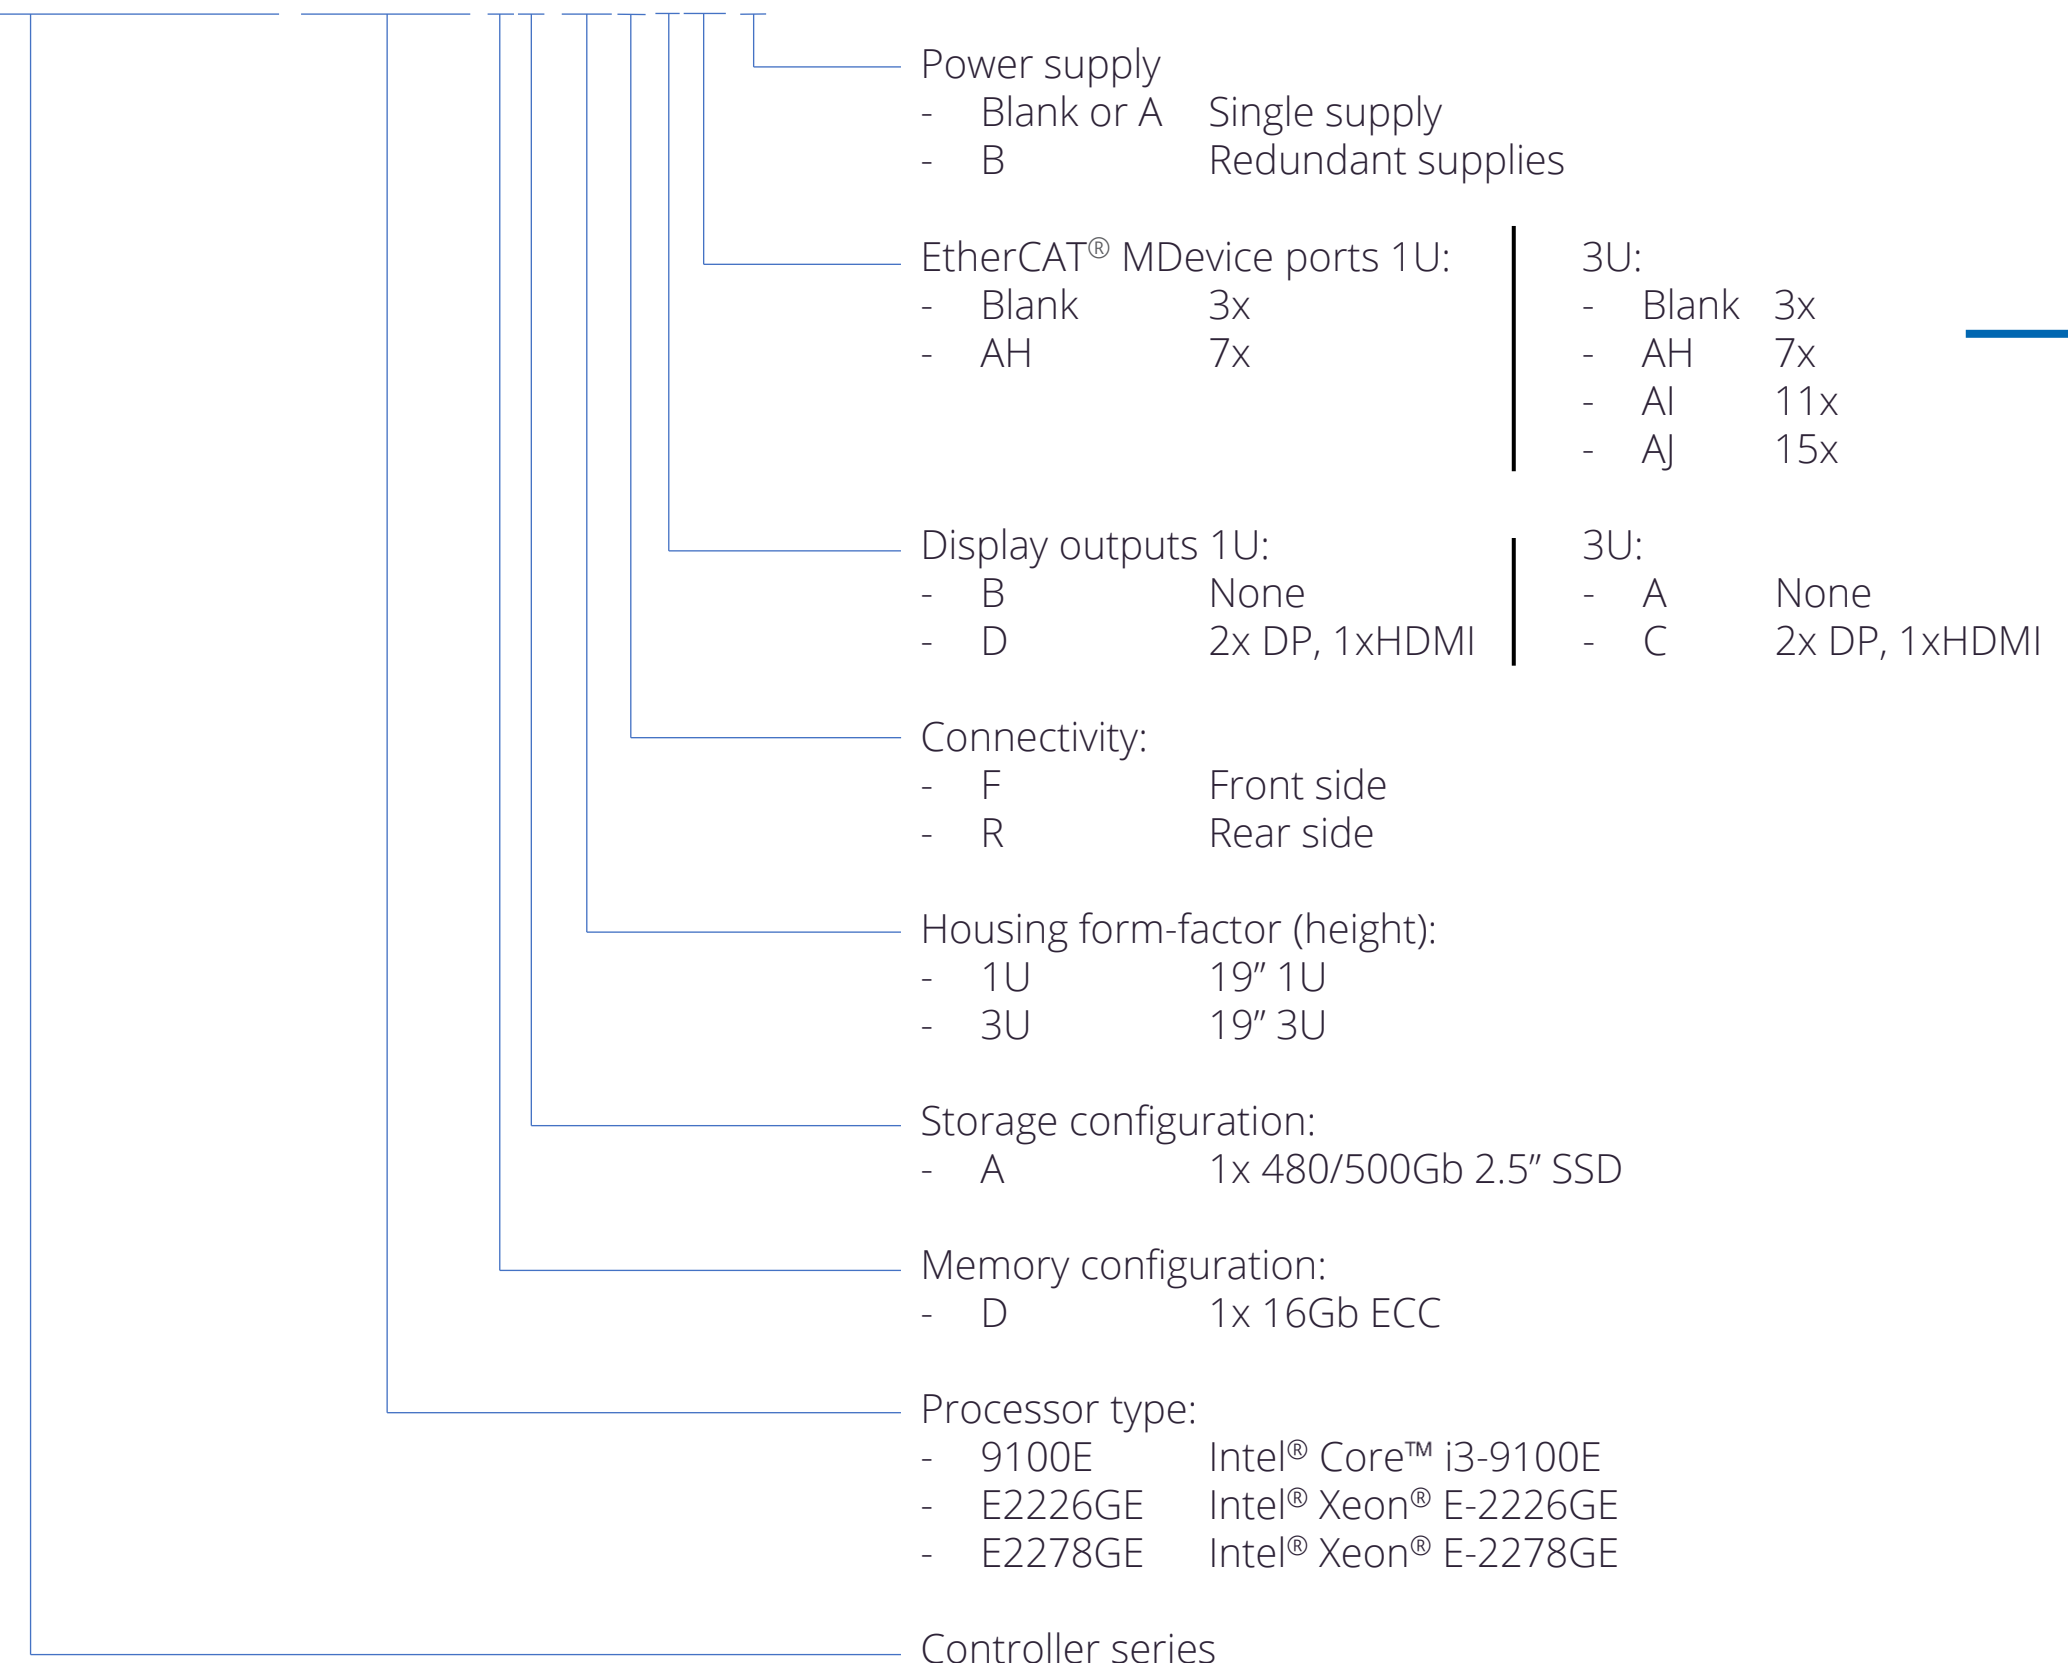 Power supply
- Blank or A Single supply
- B Redundant supplies
EtherCAT® MDevice ports 1U: 3U:
- Blank 3x - Blank 3x
- AH 7x - AH 7x
- AI 11x
- AJ 15x
Display outputs 1U: 3U:
- B None - A None
- D 2x DP, 1xHDMI - C 2x DP, 1xHDMI
Connectivity:
- F Front side
- R Rear side
Housing form-factor (height):
- 1U 19” 1U
- 3U 19” 3U
Storage configuration:
- A 1x 480/500Gb 2.5” SSD
Memory configuration:
- D 1x 16Gb ECC
Processor type:
- 9100E Intel® Core™ i3-9100E
- E2226GE Intel® Xeon® E-2226GE
- E2278GE Intel® Xeon® E-2278GE
Controller series